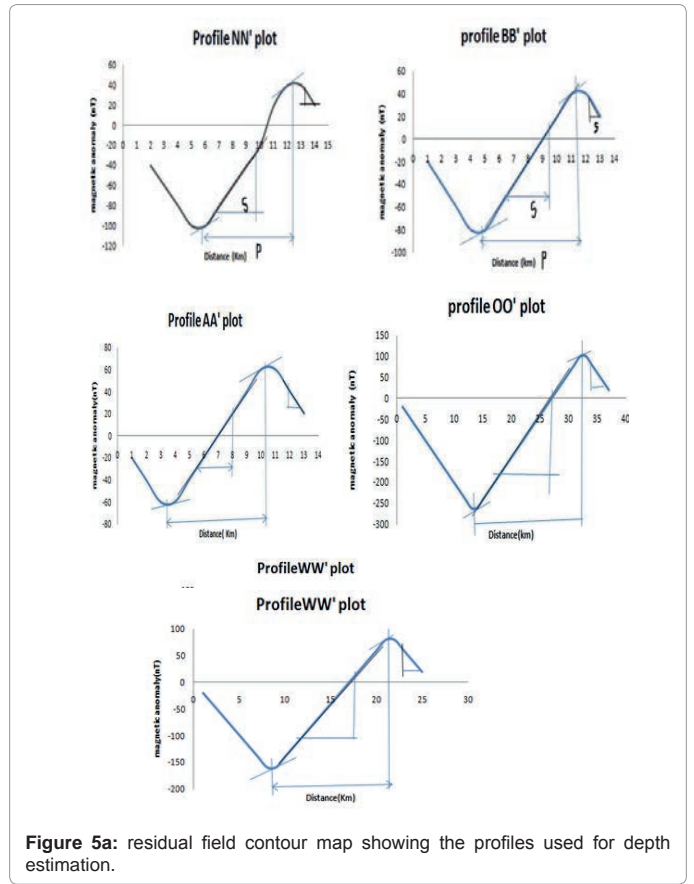 Profile NN' plot
60
40
20
0
-20
-40
-60
-80
-100
-120
0 1 2 3 4 5 6 7 8 9 10 11 12 13 14 15
magnetic anomaly (nT)
Distance (Km)
S
P
profile BB' plot
60
40
20
0
-20
-40
-60
-80
-100
0 1 2 3 4 5 6 7 8 9 10 11 12 13 14
magnetic anomaly (nT)
Distance (km)
S
S
P
Profile AA' plot
80
60
40
20
0
-20
-40
-60
-80
0 1 2 3 4 5 6 7 8 9 10 11 12 13 14
magnetic anomaly(nT)
Distance( Km)
profile OO' plot
150
100
50
0
-50
-100
-150
-200
-250
-300
0 5 10 15 20 25 30 35 40
magnetic anomaly (nT)
Distance(km)
ProfileWW' plot
ProfileWW' plot
100
50
0
-50
-100
-150
-200
0 5 10 15 20 25 30
magnetic anomaly(nT)
Distance(Km)
Figure 5a: residual field contour map showing the profiles used for depth
estimation.